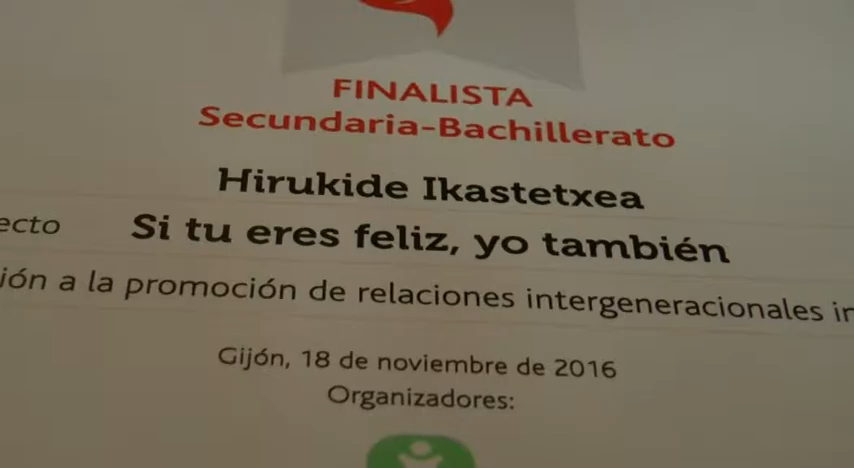 FINALISTA
Secundaria-Bachillerato
Hirukide Ikastetxea
ecto Si tu eres feliz, yo también
ión a la promoción de relaciones intergeneracionales in
Gijón, 18 de noviembre de 2016
Organizadores: